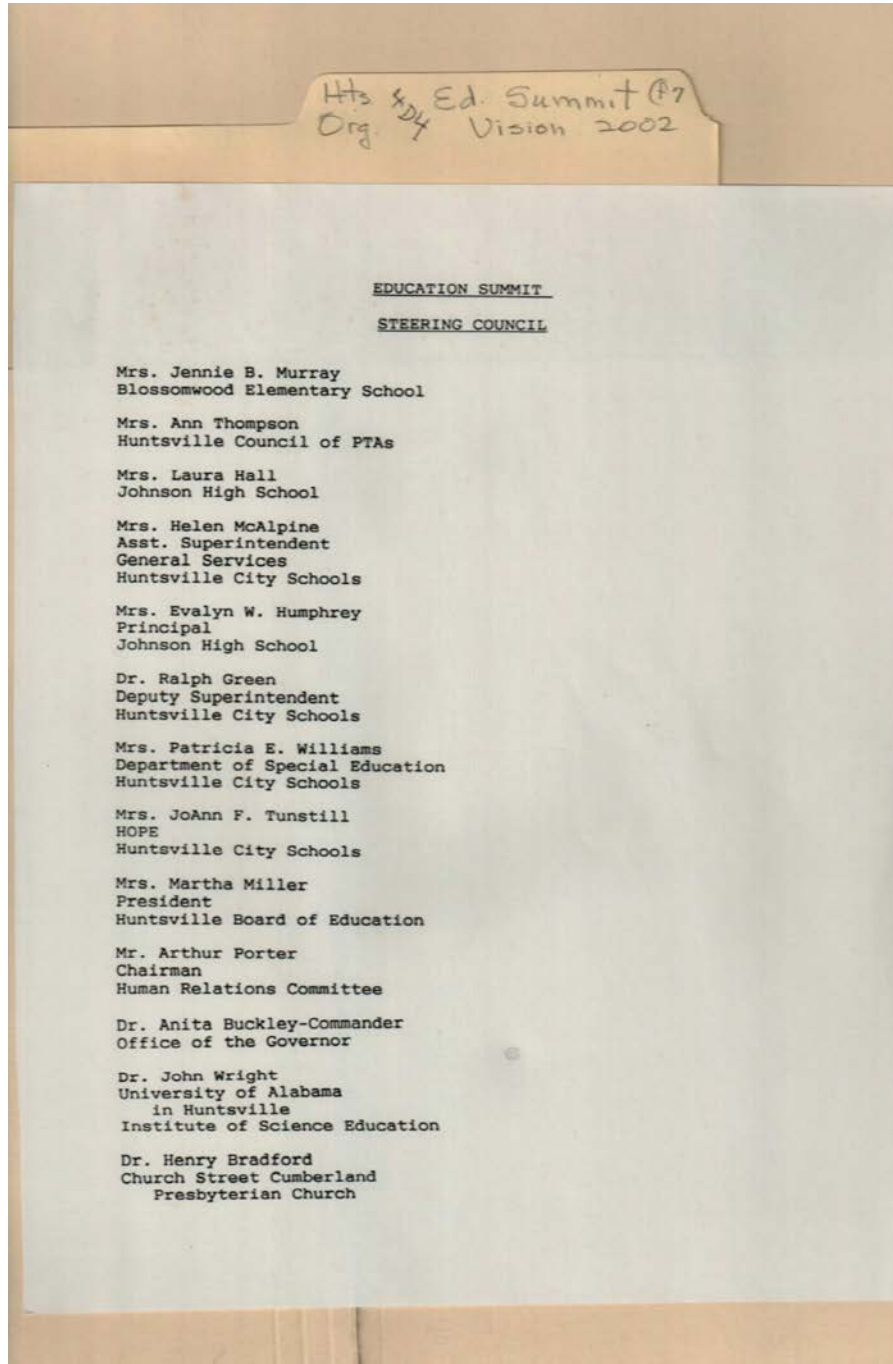 Hts Ed. Summit
Org. Vision 2002
EDUCATION SUMMIT
STEERING COUNCIL
Mrs. Jennie B. Murray
Blossomwood Elementary School
Mrs. Ann Thompson
Huntsville Council of PTAs
Mrs. Laura Hall
Johnson High School
Mrs. Helen McAlpine
Asst. Superintendent
General Services
Huntsville City Schools
Mrs. Evalyn W. Humphrey
Principal
Johnson High School
Dr. Ralph Green
Deputy Superintendent
Huntsville City Schools
Mrs. Patricia E. Williams
Department of Special Education
Huntsville City Schools
Mrs. JoAnn F. Tunstill
HOPE
Huntsville City Schools
Mrs. Martha Miller
President
Huntsville Board of Education
Mr. Arthur Porter
Chairman
Human Relations Committee
Dr. Anita Buckley-Commander
Office of the Governor
Dr. John Wright
University of Alabama
in Huntsville
Institute of Science Education
Dr. Henry Bradford
Church Street Cumberland
Presbyterian Church